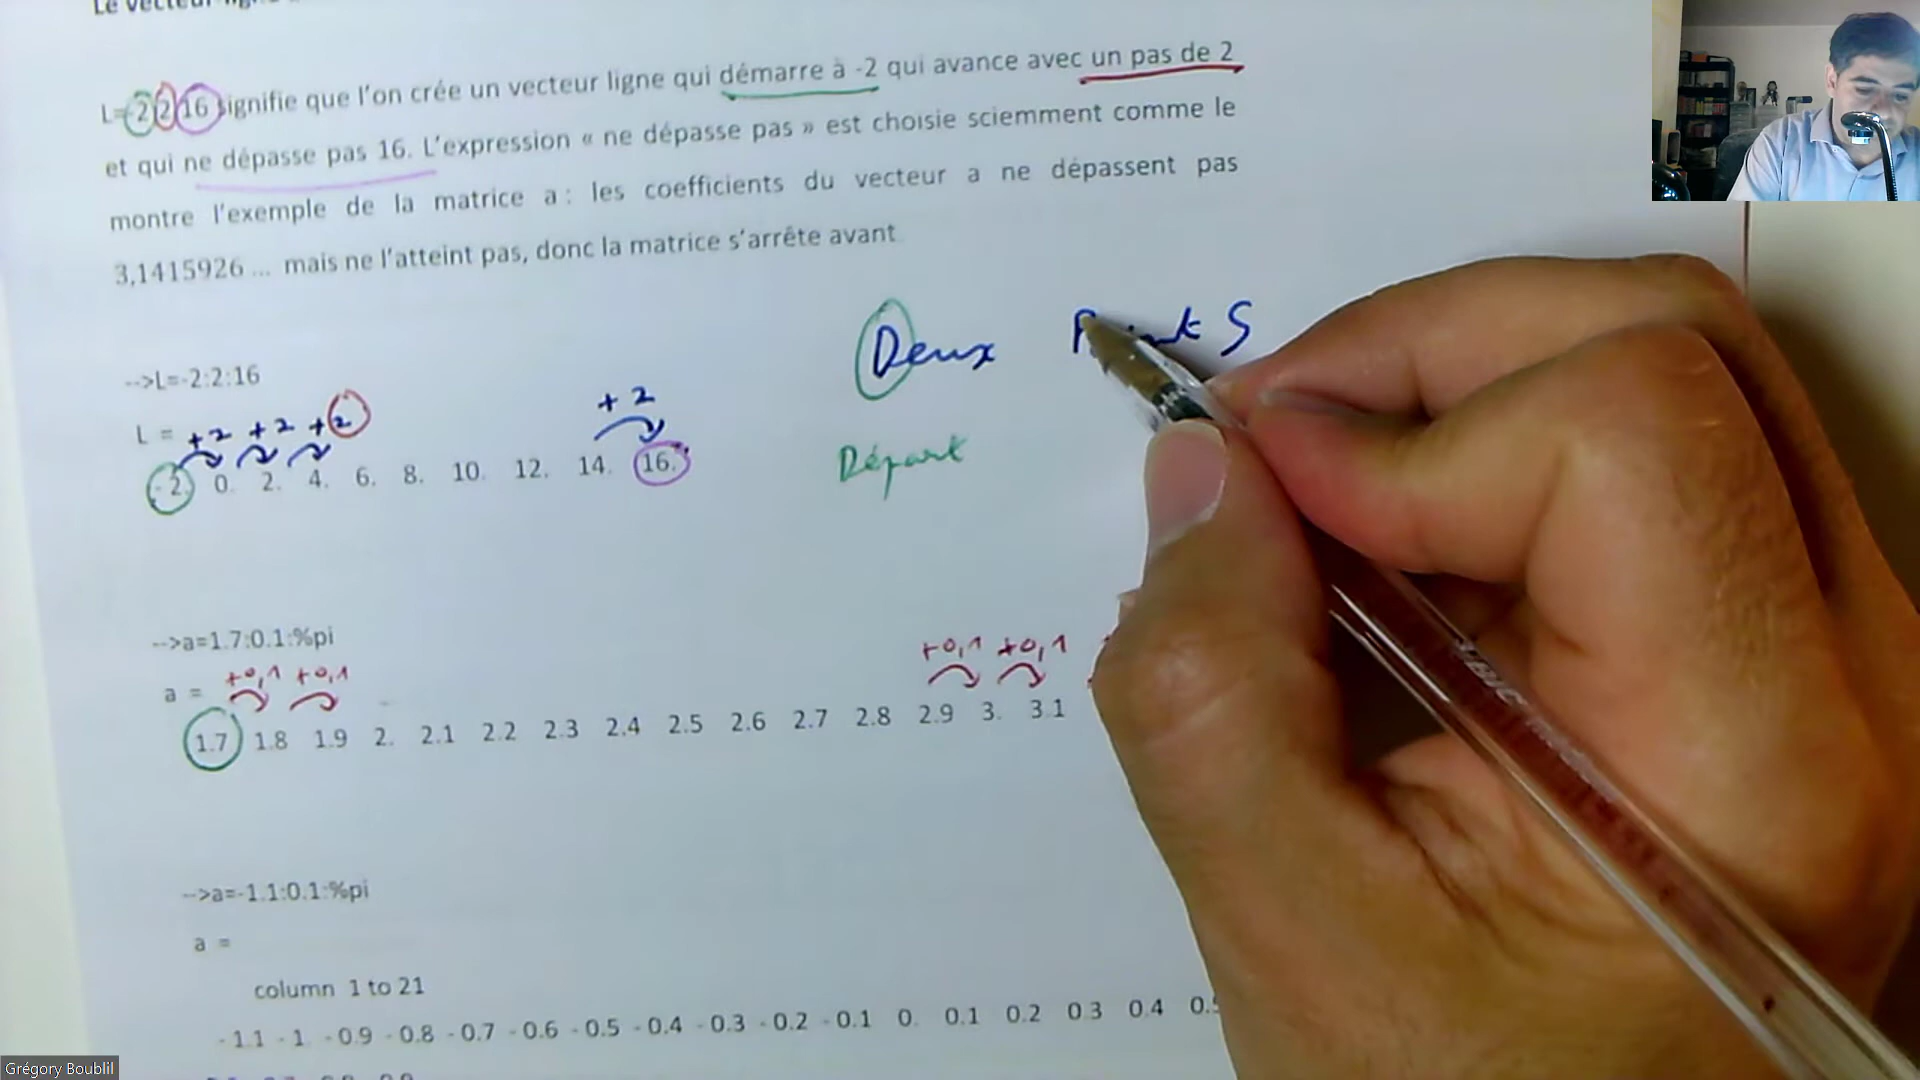 Le vecteur ligne
L=-2:2:16 signifie que l'on crée un vecteur ligne qui démarre à -2 qui avance avec un pas de 2
et qui ne dépasse pas 16. L'expression « ne dépasse pas » est choisie sciemment comme le
montre l'exemple de la matrice a : les coefficients du vecteur a ne dépassent pas
3,1415926 ... mais ne l'atteint pas, donc la matrice s'arrête avant
Deux S
-->L=-2:2:16
+2
L = +2 +2 +2
-2. 0. 2. 4. 6. 8. 10. 12. 14. 16.
Départ
-->a=1.7:0.1:%pi
+0,1 +0,1
a = +0,1 +0,1
1.7 1.8 1.9 2. 2.1 2.2 2.3 2.4 2.5 2.6 2.7 2.8 2.9 3. 3.1
-->a=-1.1:0.1:%pi
a =
column 1 to 21
- 1.1 - 1. - 0.9 - 0.8 - 0.7 - 0.6 - 0.5 - 0.4 - 0.3 - 0.2 - 0.1 0. 0.1 0.2 0.3 0.4
Grégory Boublil